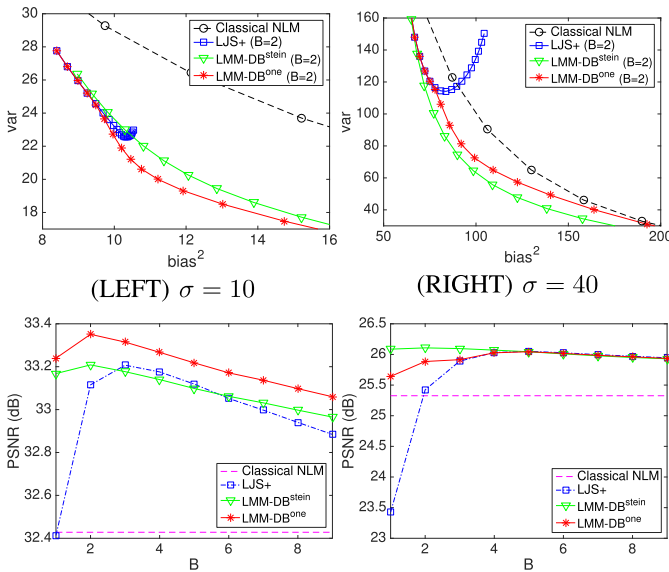 30
28
26
24
22
20
18
8
10
12
14
16
var
bias²
Classical NLM
LJS+ (B=2)
LMM-DB^stein (B=2)
LMM-DB^one (B=2)
160
140
120
100
80
60
40
50
100
150
200
var
bias²
Classical NLM
LJS+ (B=2)
LMM-DB^stein (B=2)
LMM-DB^one (B=2)
(LEFT) σ = 10
(RIGHT) σ = 40
33.4
33.2
33
32.8
32.6
32.4
2
4
6
8
PSNR (dB)
B
Classical NLM
LJS+
LMM-DB^stein
LMM-DB^one
26.5
26
25.5
25
24.5
24
23.5
23
2
4
6
8
PSNR (dB)
B
Classical NLM
LJS+
LMM-DB^stein
LMM-DB^one